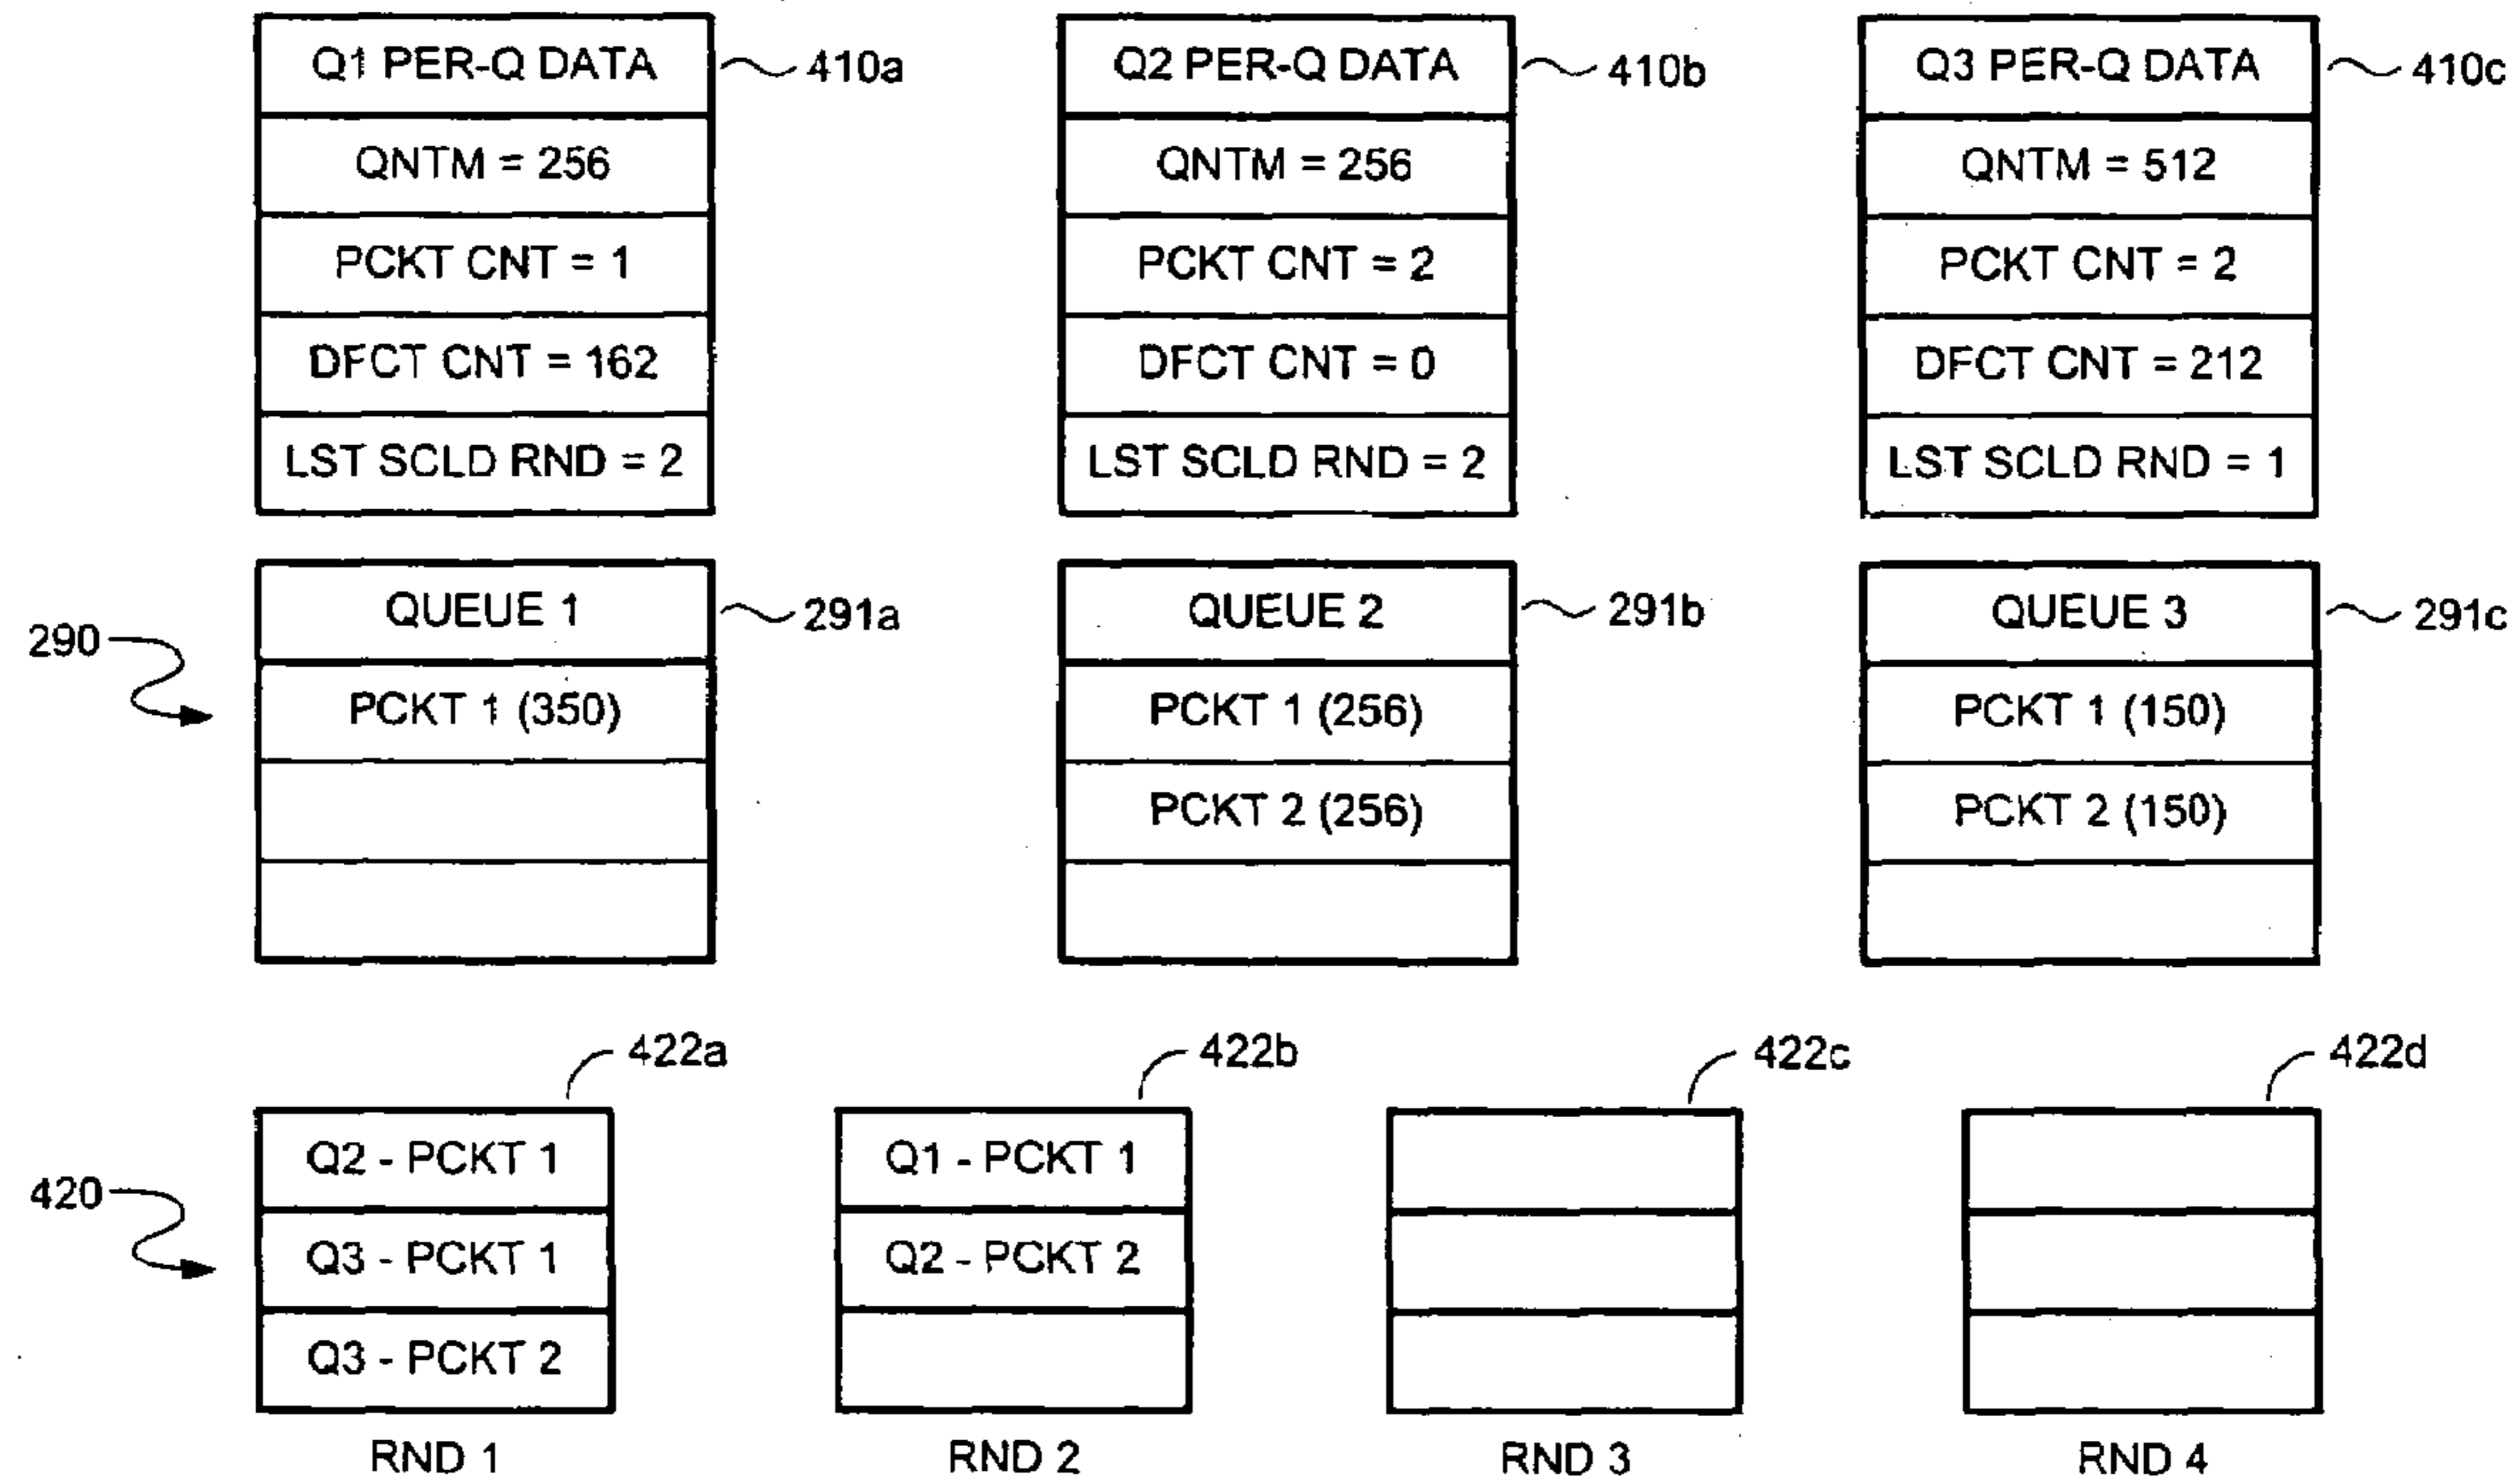 Q1 PER-Q DATA
410a
QNTM = 256
PCKT CNT = 1
DFCT CNT = 162
LST SCLD RND = 2
Q2 PER-Q DATA
410b
QNTM = 256
PCKT CNT = 2
DFCT CNT = 0
LST SCLD RND = 2
Q3 PER-Q DATA
410c
QNTM = 512
PCKT CNT = 2
DFCT CNT = 212
LST SCLD RND = 1
290
QUEUE 1
291a
PCKT 1 (350)
QUEUE 2
291b
PCKT 1 (256)
PCKT 2 (256)
QUEUE 3
291c
PCKT 1 (150)
PCKT 2 (150)
420
422a
Q2 - PCKT 1
Q3 - PCKT 1
Q3 - PCKT 2
RND 1
422b
Q1 - PCKT 1
Q2 - PCKT 2
RND 2
422c
RND 3
422d
RND 4